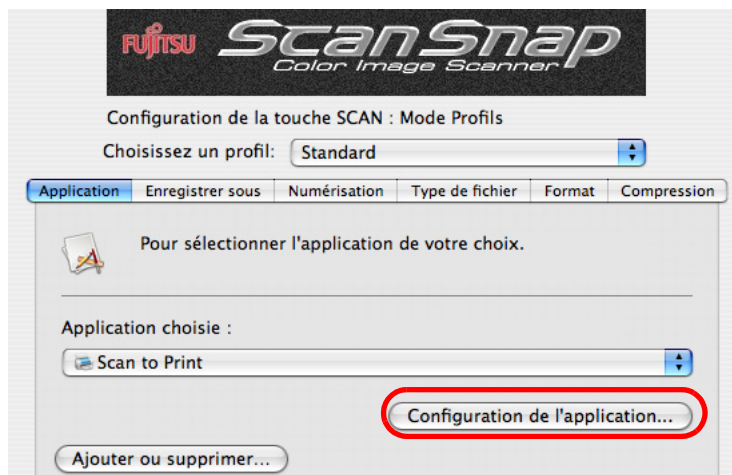 FUJITSU ScanSnap
Color Image Scanner
Configuration de la touche SCAN : Mode Profils
Choisissez un profil: Standard
Application Enregistrer sous Numérisation Type de fichier Format Compression
Pour sélectionner l'application de votre choix.
Application choisie :
Scan to Print
Configuration de l'application...
Ajouter ou supprimer...